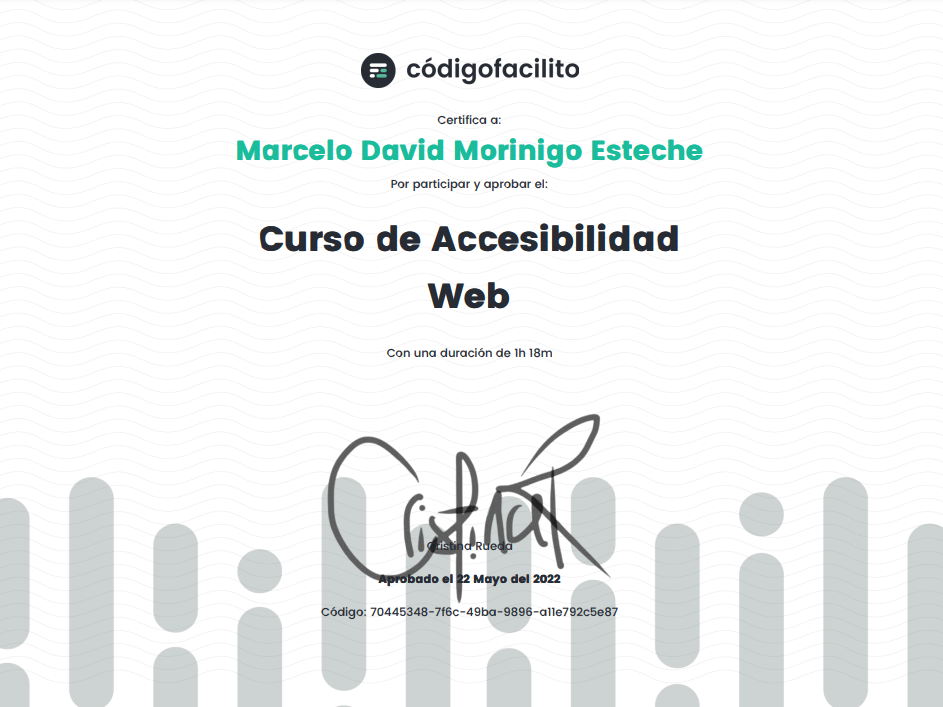 códigofacilito
Certifica a:
Marcelo David Morinigo Esteche
Por participar y aprobar el:
Curso de Accesibilidad
Web
Con una duración de 1h 18m
CristinaR
Cristina Rueda
Aprobado el 22 Mayo del 2022
Código: 70445348-7f6c-49ba-9896-a11e792c5e87